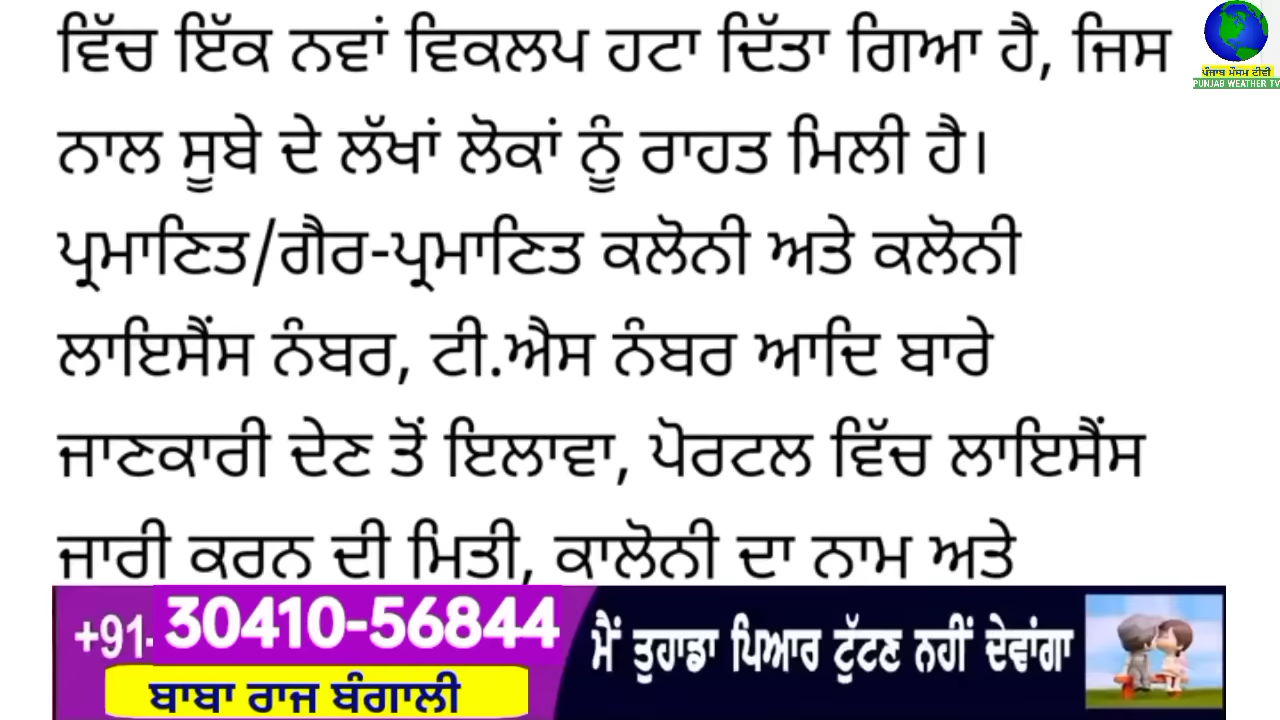 ਵਿੱਚ ਇੱਕ ਨਵਾਂ ਵਿਕਲਪ ਹਟਾ ਦਿੱਤਾ ਗਿਆ ਹੈ, ਜਿਸ
ਨਾਲ ਸੂਬੇ ਦੇ ਲੱਖਾਂ ਲੋਕਾਂ ਨੂੰ ਰਾਹਤ ਮਿਲੀ ਹੈ।
ਪ੍ਰਮਾਣਿਤ/ਗੈਰ-ਪ੍ਰਮਾਣਿਤ ਕਲੋਨੀ ਅਤੇ ਕਲੋਨੀ
ਲਾਇਸੈਂਸ ਨੰਬਰ, ਟੀ.ਐਸ ਨੰਬਰ ਆਦਿ ਬਾਰੇ
ਜਾਣਕਾਰੀ ਦੇਣ ਤੋਂ ਇਲਾਵਾ, ਪੋਰਟਲ ਵਿੱਚ ਲਾਇਸੈਂਸ
ਜਾਰੀ ਕਰਨ ਦੀ ਮਿਤੀ, ਕਾਲੋਨੀ ਦਾ ਨਾਮ ਅਤੇ
ਪੰਜਾਬ ਮੌਸਮ ਟੀਵੀ
PUNJAB WEATHER TV
+91. 30410-56844
ਬਾਬਾ ਰਾਜ ਬੰਗਾਲੀ
ਮੈਂ ਤੁਹਾਡਾ ਪਿਆਰ ਟੁੱਟਣ ਨਹੀਂ ਦੇਵਾਂਗਾ